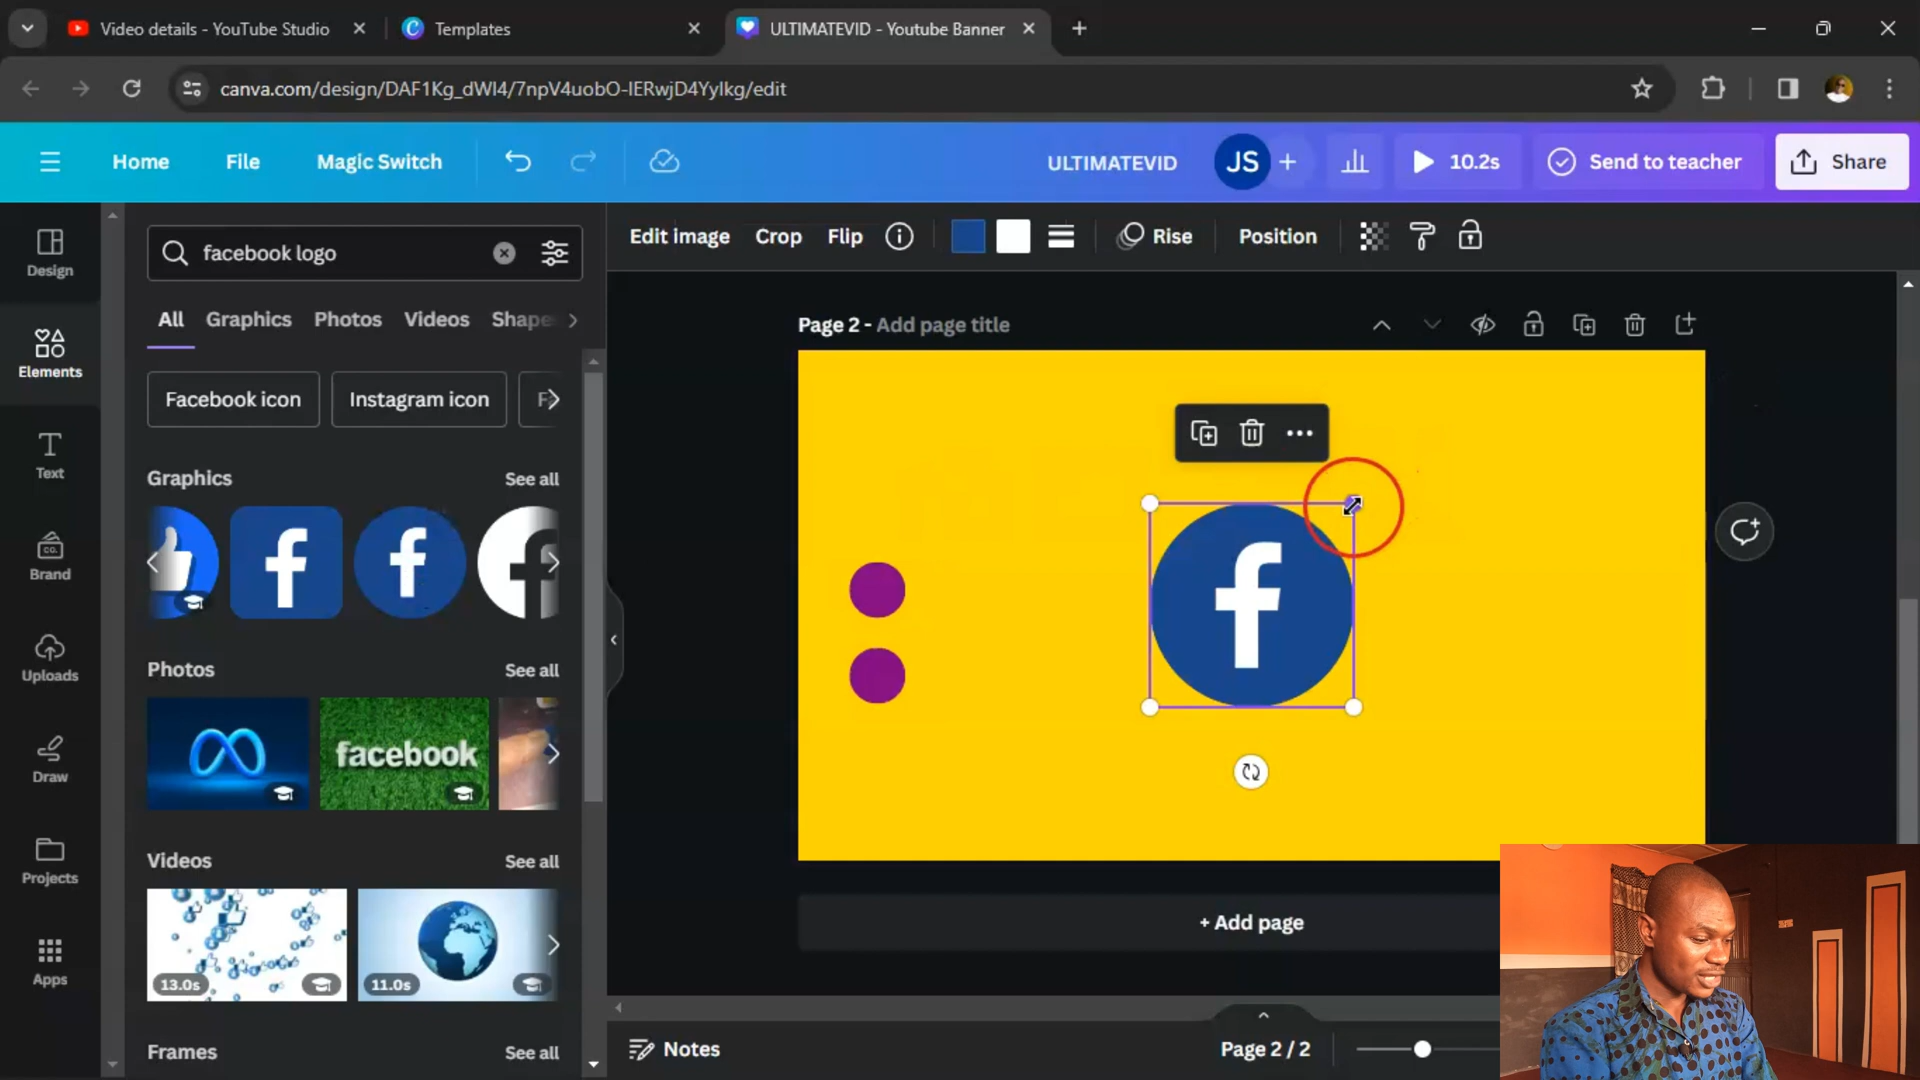 Video details - YouTube Studio
Templates
ULTIMATEVID - Youtube Banner
canva.com/design/DAF1Kg_dWI4/7npV4uobO-IERwjD4Yylkg/edit
Home
File
Magic Switch
ULTIMATEVID
JS
10.2s
Send to teacher
Share
Design
Elements
Text
CO.
Brand
Uploads
Draw
Projects
Apps
facebook logo
All
Graphics
Photos
Videos
Shape
Facebook icon
Instagram icon
Graphics
See all
Photos
See all
facebook
Videos
See all
13.0s
11.0s
Frames
See all
Edit image
Crop
Flip
Rise
Position
Page 2 - Add page title
+ Add page
Notes
Page 2 / 2